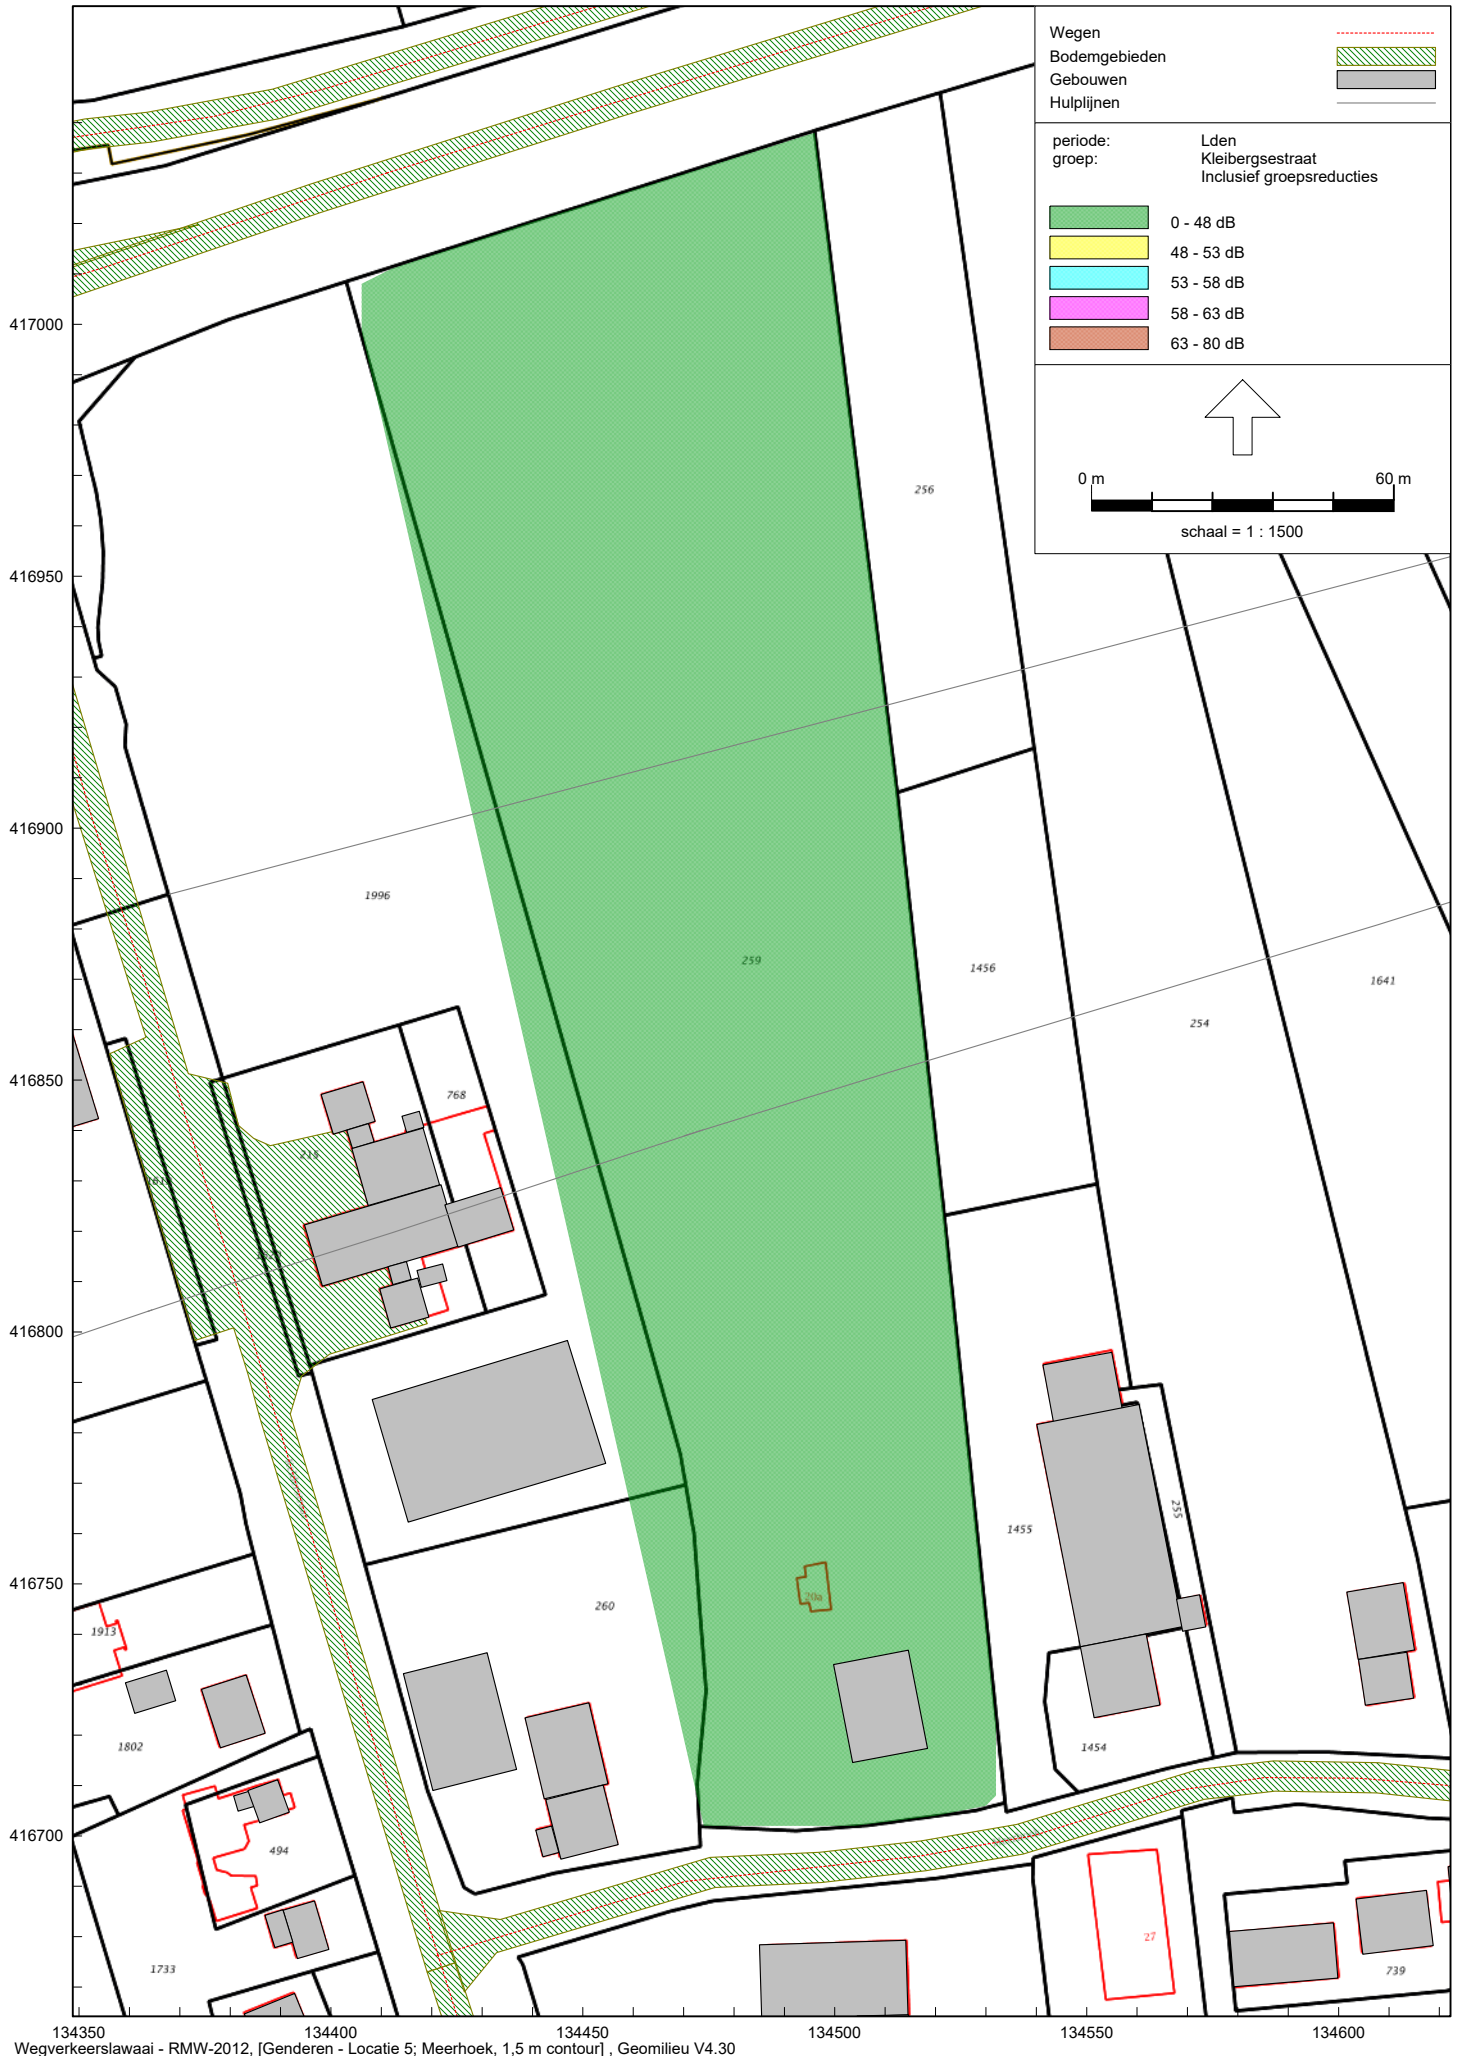 Wegen
Bodemgebieden
Gebouwen
Hulplijnen
periode: Lden
groep: Kleibergsestraat
Inclusief groepsreducties
0 - 48 dB
48 - 53 dB
53 - 58 dB
58 - 63 dB
63 - 80 dB
0 m 60 m
schaal = 1 : 1500
417000
416950
416900
416850
416800
416750
416700
256
1996
259
1456
1641
254
768
215
1455
255
20a
260
1913
1802
1454
494
27
1733
739
134350 134400 134450 134500 134550 134600
Wegverkeerslawaai - RMW-2012, [Genderen - Locatie 5; Meerhoek, 1,5 m contour] , Geomilieu V4.30